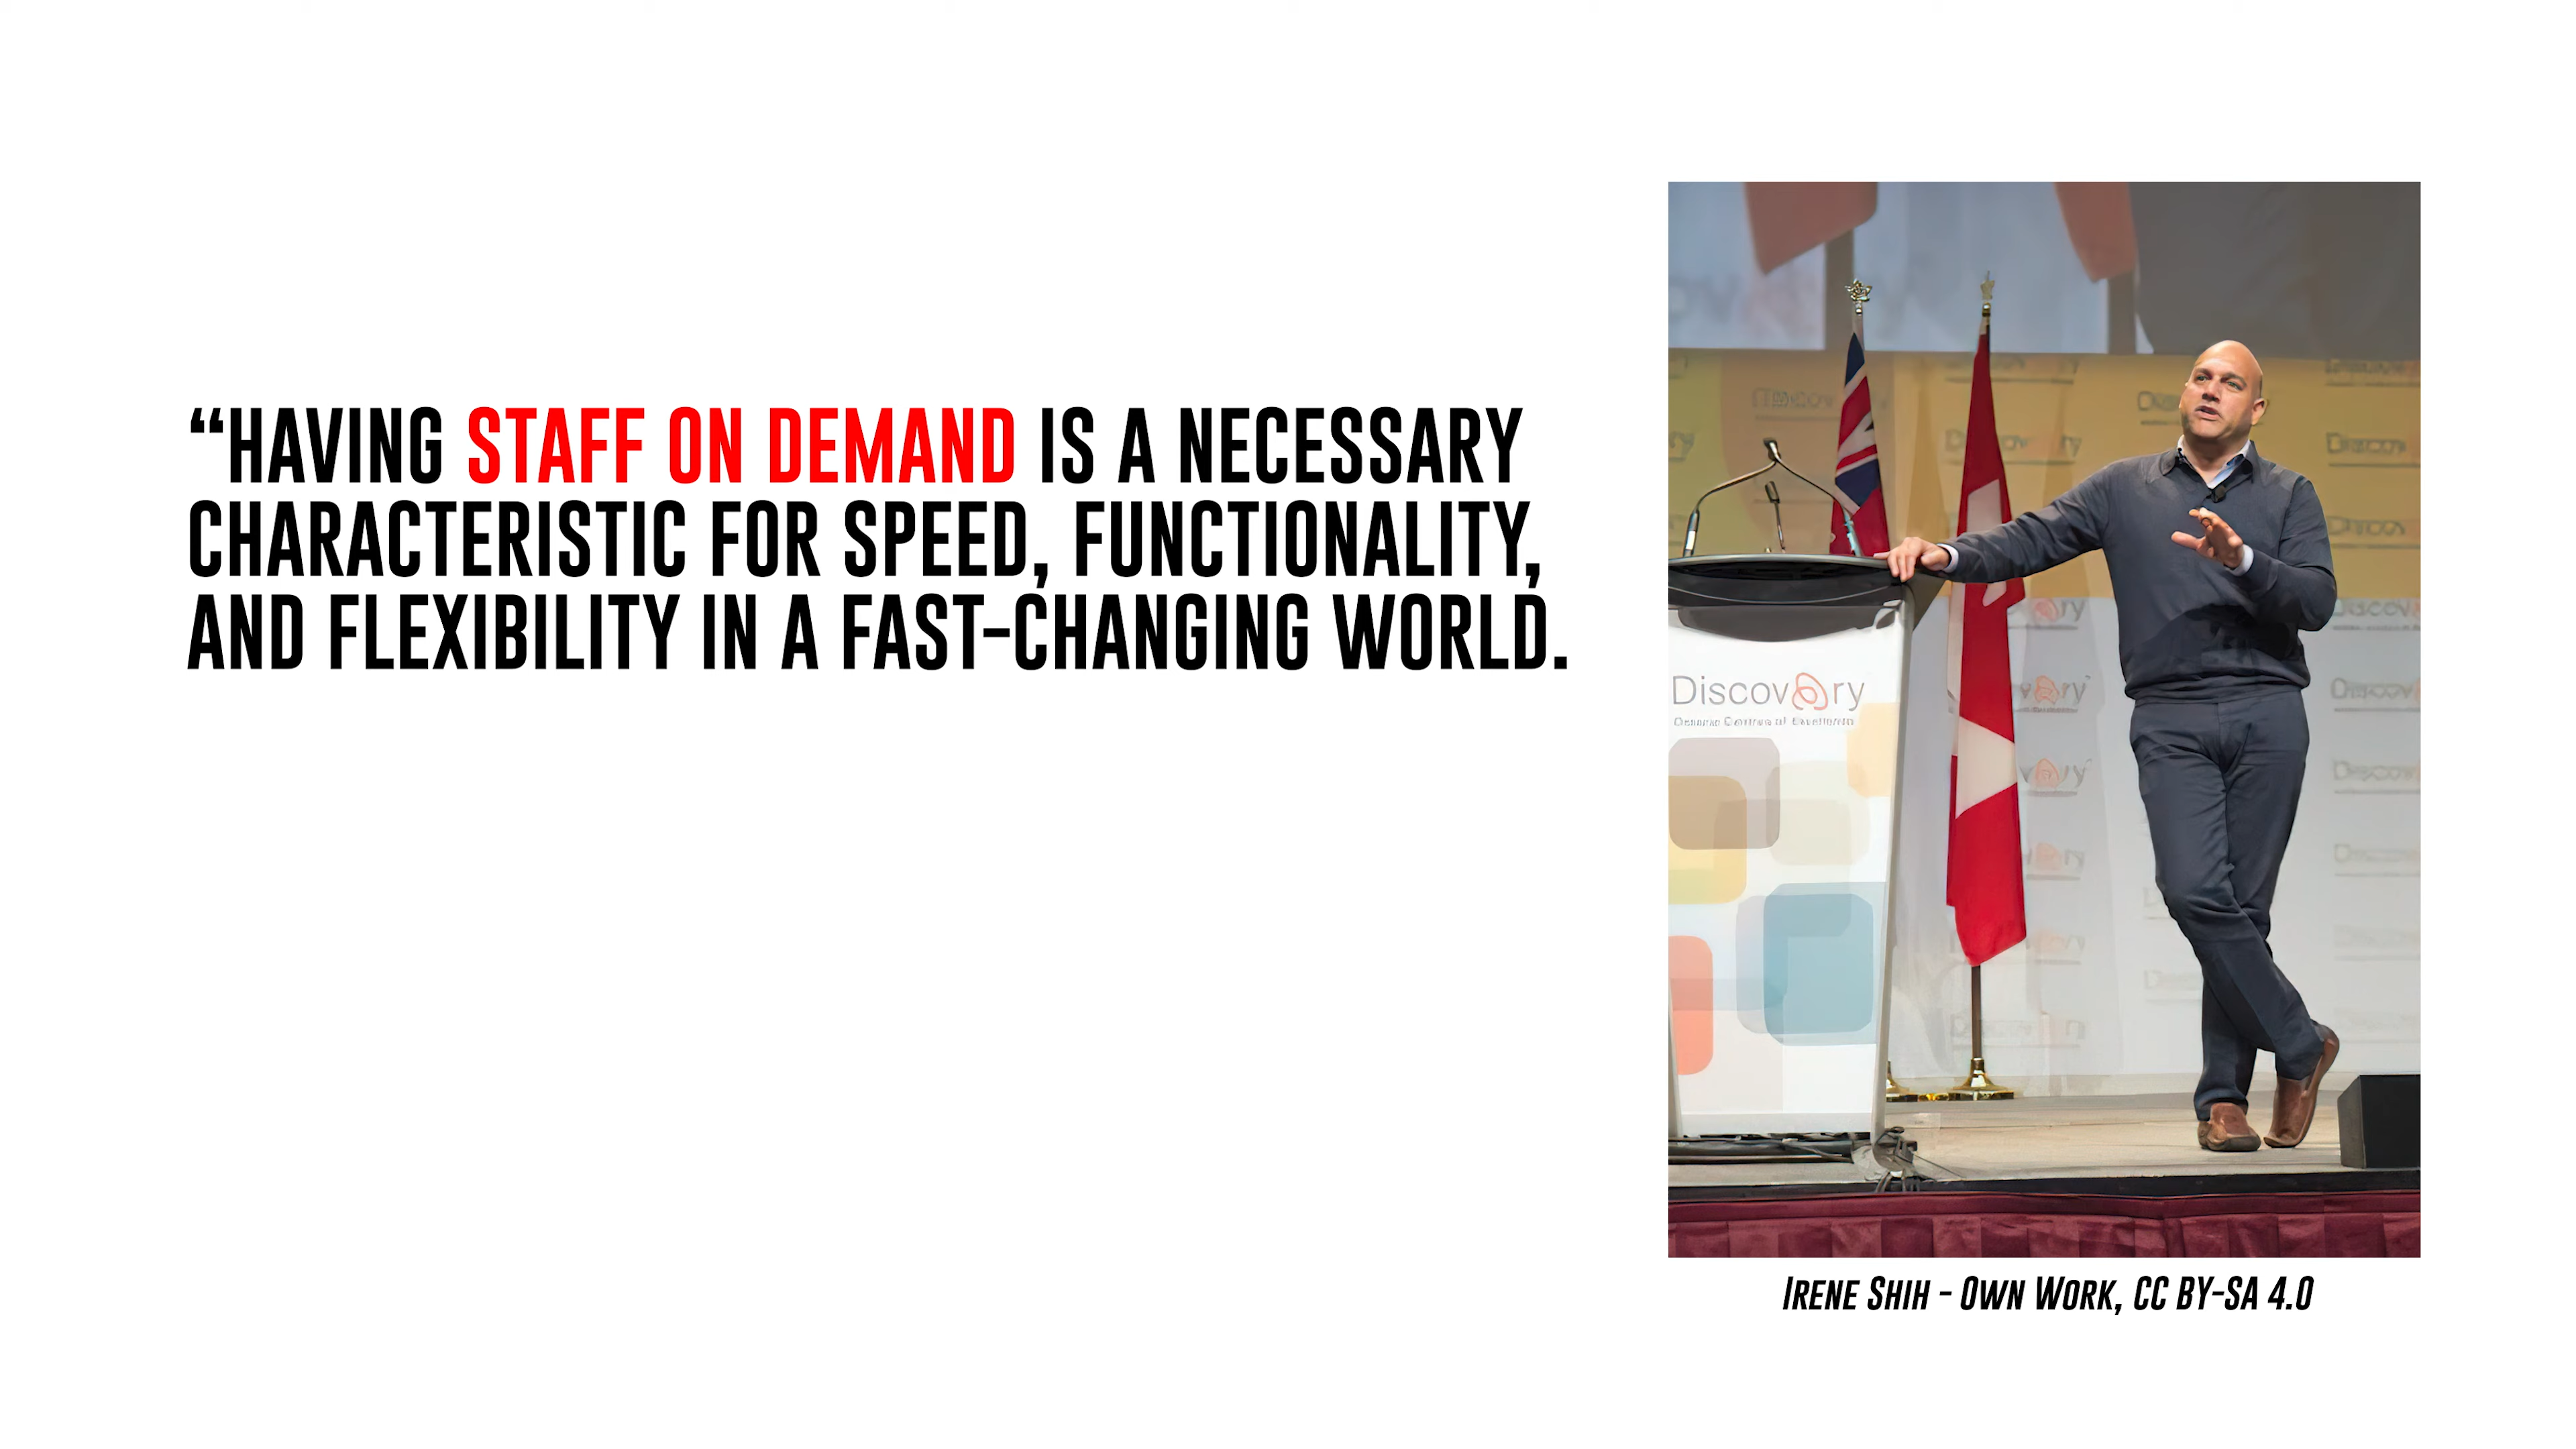 “HAVING STAFF ON DEMAND IS A NECESSARY
CHARACTERISTIC FOR SPEED, FUNCTIONALITY,
AND FLEXIBILITY IN A FAST-CHANGING WORLD.
Discovery
IRENE SHIH - OWN WORK, CC BY-SA 4.0